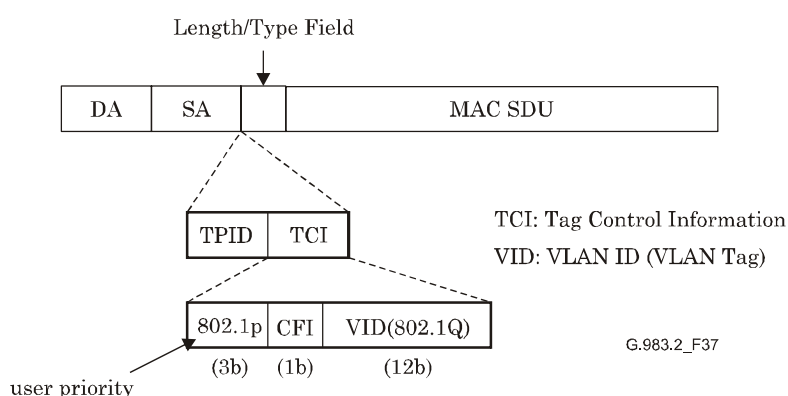 Length/Type Field
DA SA MAC SDU
TPID TCI
TCI: Tag Control Information
VID: VLAN ID (VLAN Tag)
802.1p CFI VID(802.1Q)
G.983.2_F37
(3b) (1b) (12b)
user priority